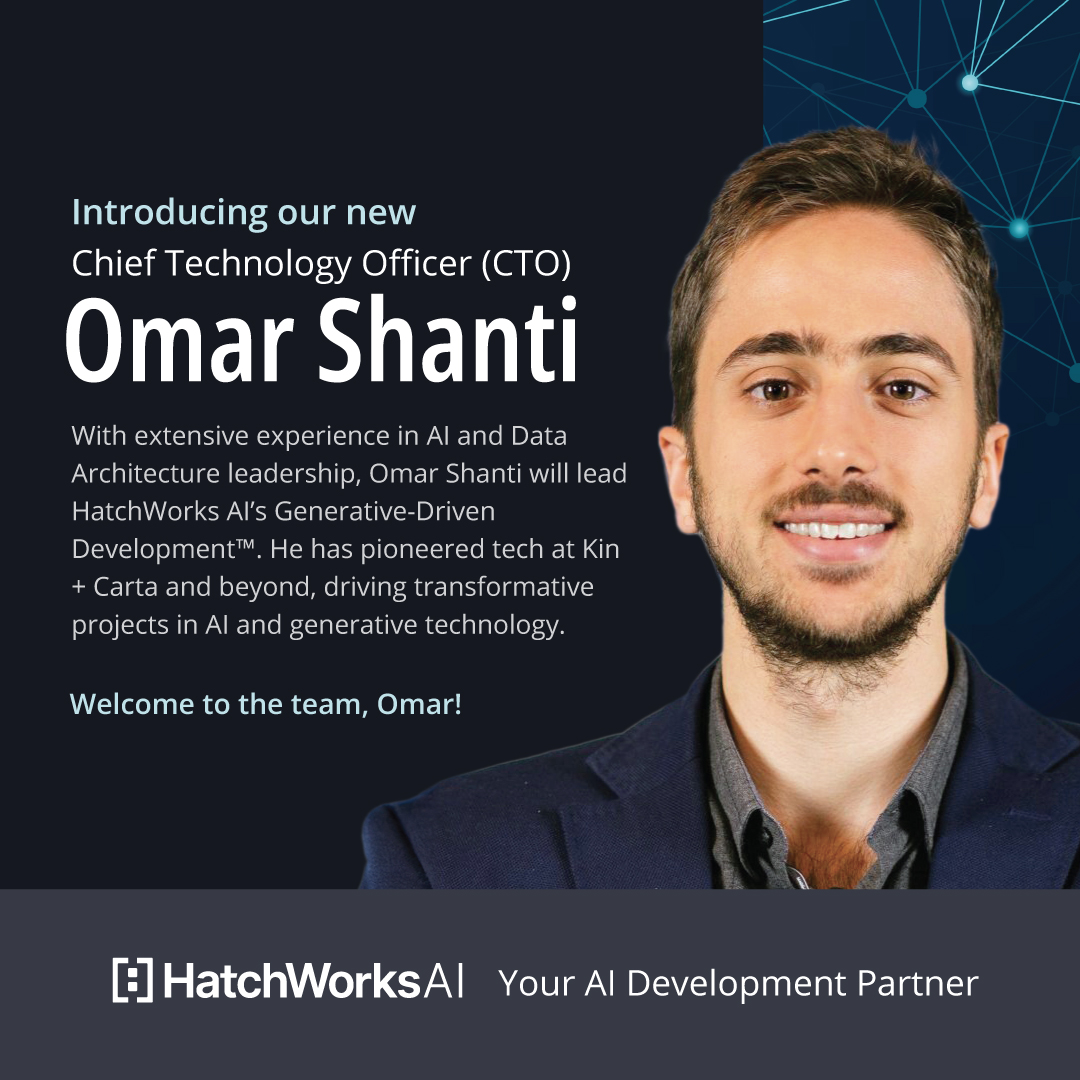 Introducing our new
Chief Technology Officer (CTO)
Omar Shanti
With extensive experience in AI and Data
Architecture leadership, Omar Shanti will lead
HatchWorks AI’s Generative-Driven
Development™. He has pioneered tech at Kin
+ Carta and beyond, driving transformative
projects in AI and generative technology.
Welcome to the team, Omar!
HatchWorksAI Your AI Development Partner